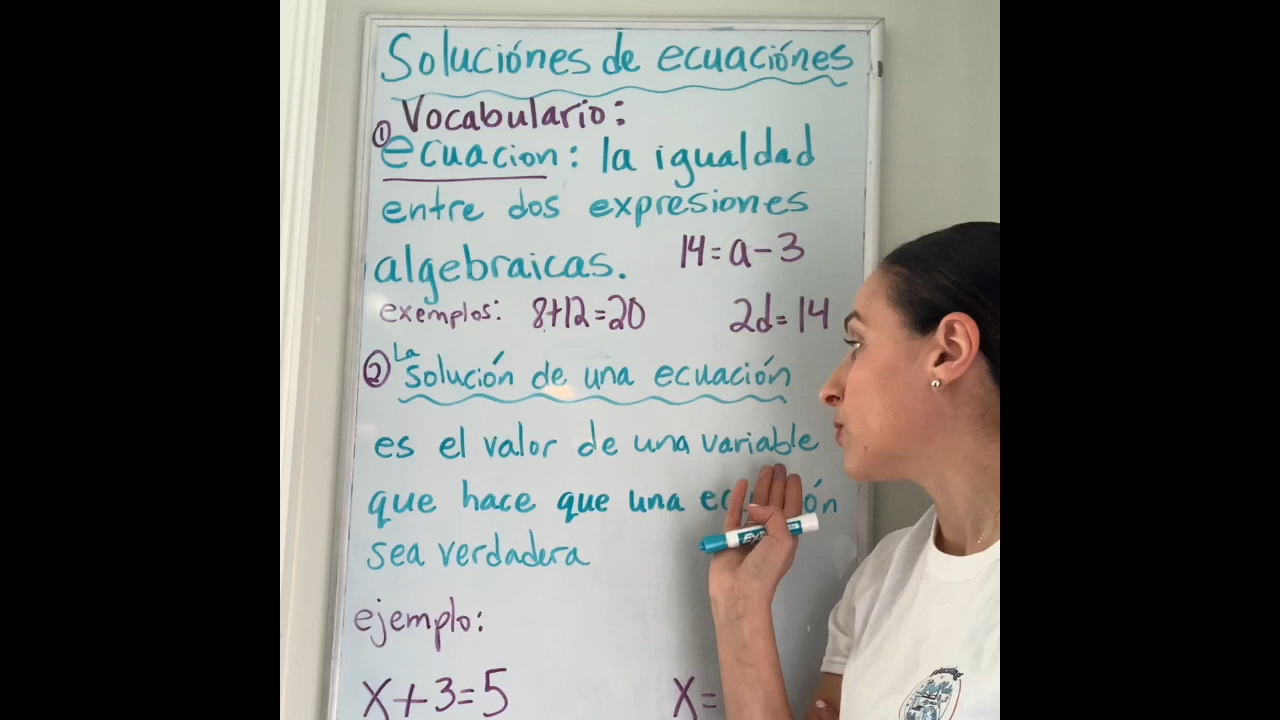 Soluciónes de ecuaciónes
Vocabulario:
① ecuacion: la igualdad
entre dos expresiones
algebraicas. 14=a-3
exemplos: 8+12=20 2d=14
② La solución de una ecuación
es el valor de una variable
que hace que una
sea verdadera
ejemplo:
x+3=5 x=